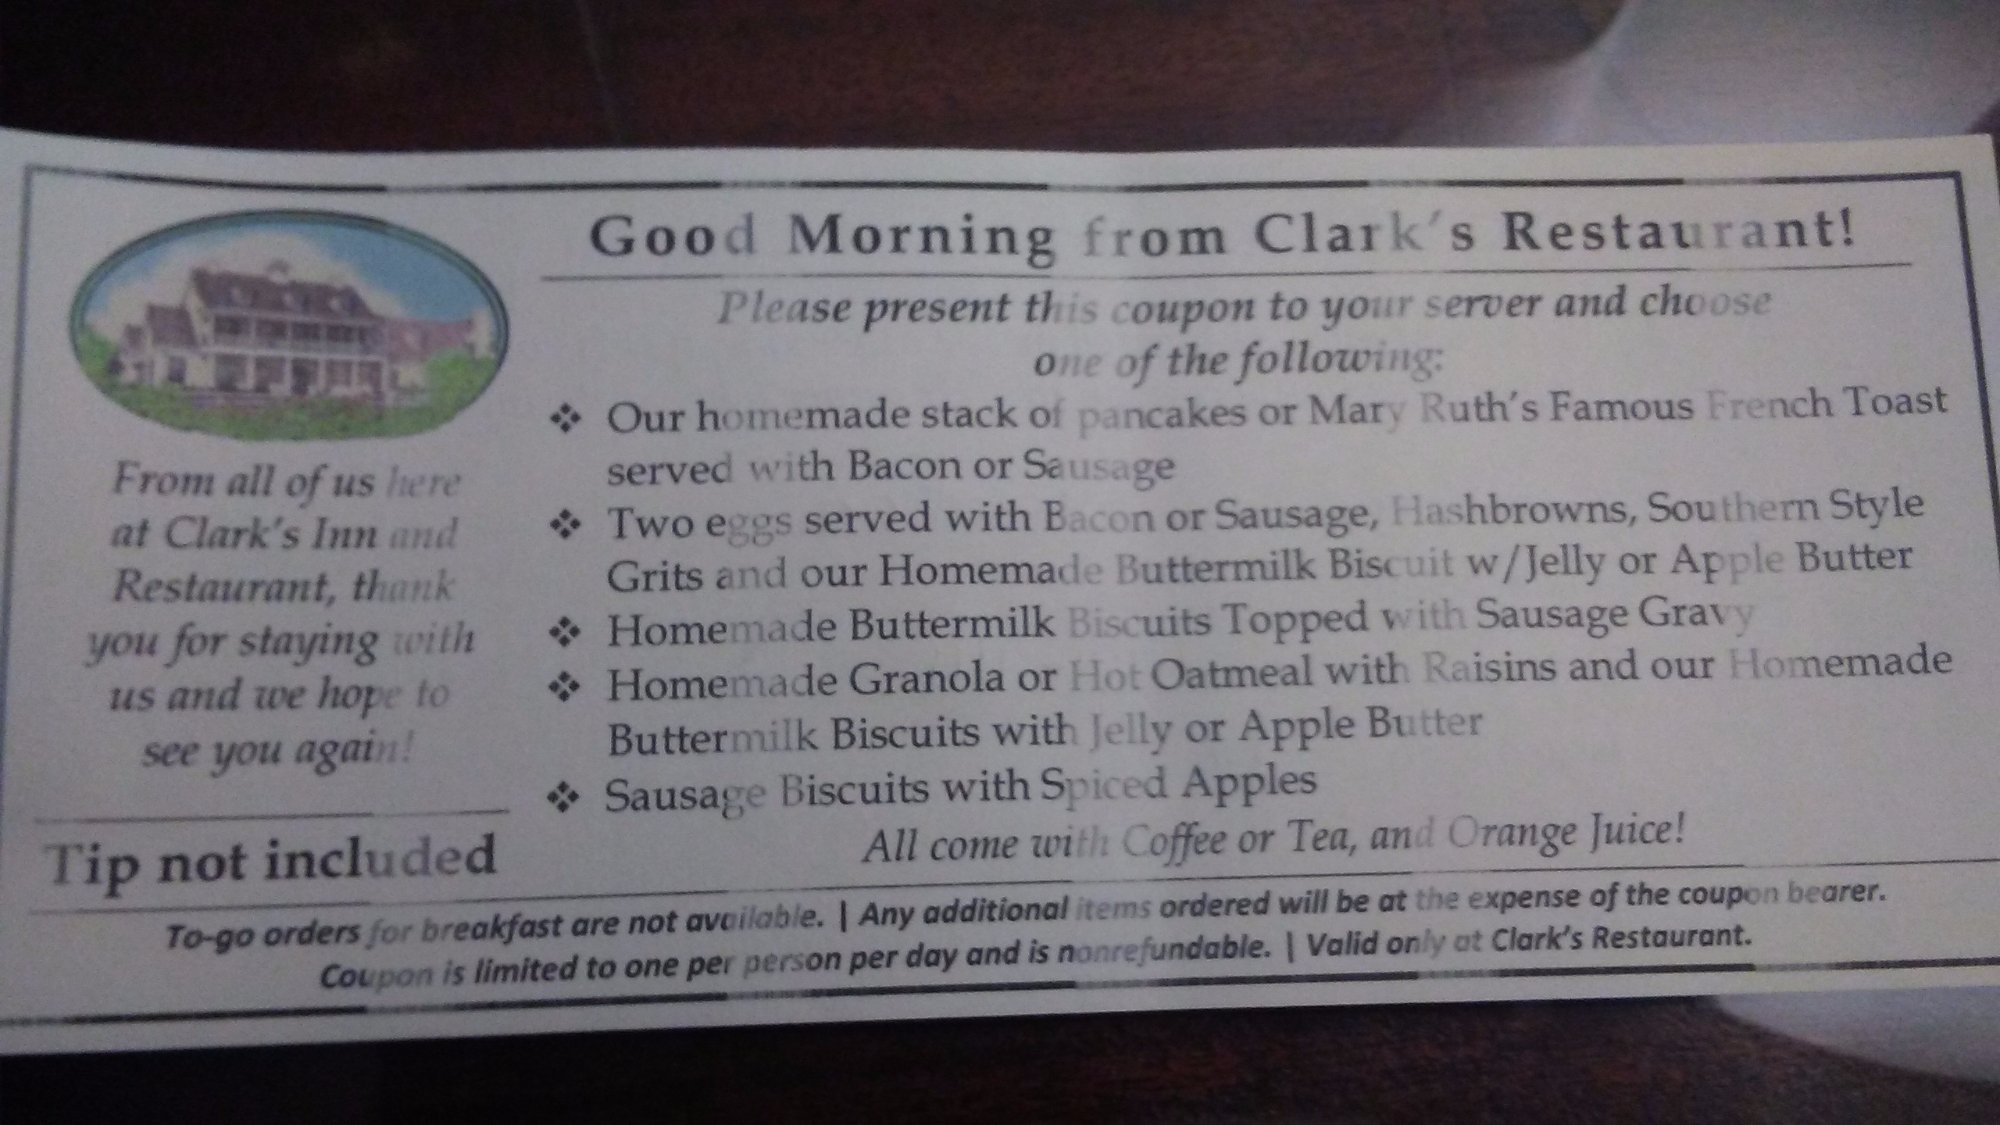 Good Morning from Clark's Restaurant!
Please present this coupon to your server and choose
one of the following:
❖ Our homemade stack of pancakes or Mary Ruth's Famous French Toast
served with Bacon or Sausage
❖ Two eggs served with Bacon or Sausage, Hashbrowns, Southern Style
Grits and our Homemade Buttermilk Biscuit w/Jelly or Apple Butter
❖ Homemade Buttermilk Biscuits Topped with Sausage Gravy
❖ Homemade Granola or Hot Oatmeal with Raisins and our Homemade
Buttermilk Biscuits with Jelly or Apple Butter
❖ Sausage Biscuits with Spiced Apples
All come with Coffee or Tea, and Orange Juice!
From all of us here
at Clark's Inn and
Restaurant, thank
you for staying with
us and we hope to
see you again!
Tip not included
To-go orders for breakfast are not available. | Any additional items ordered will be at the expense of the coupon bearer.
Coupon is limited to one per person per day and is nonrefundable. | Valid only at Clark's Restaurant.